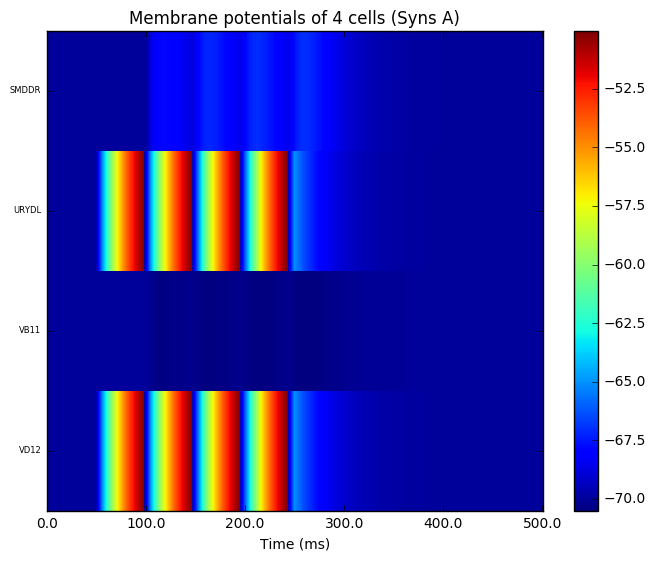 Membrane potentials of 4 cells (Syns A)
SMDDR
URYDL
VB11
VD12
0.0 100.0 200.0 300.0 400.0 500.0
Time (ms)
−52.5
−55.0
−57.5
−60.0
−62.5
−65.0
−67.5
−70.0